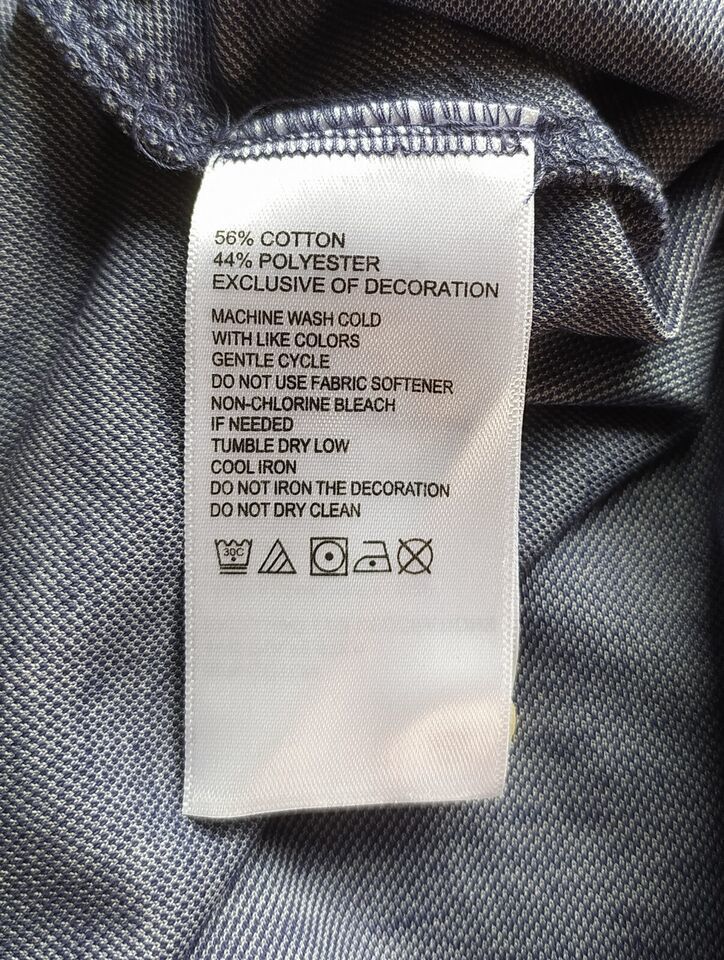 56% COTTON
44% POLYESTER
EXCLUSIVE OF DECORATION
MACHINE WASH COLD
WITH LIKE COLORS
GENTLE CYCLE
DO NOT USE FABRIC SOFTENER
NON-CHLORINE BLEACH
IF NEEDED
TUMBLE DRY LOW
COOL IRON
DO NOT IRON THE DECORATION
DO NOT DRY CLEAN
30C